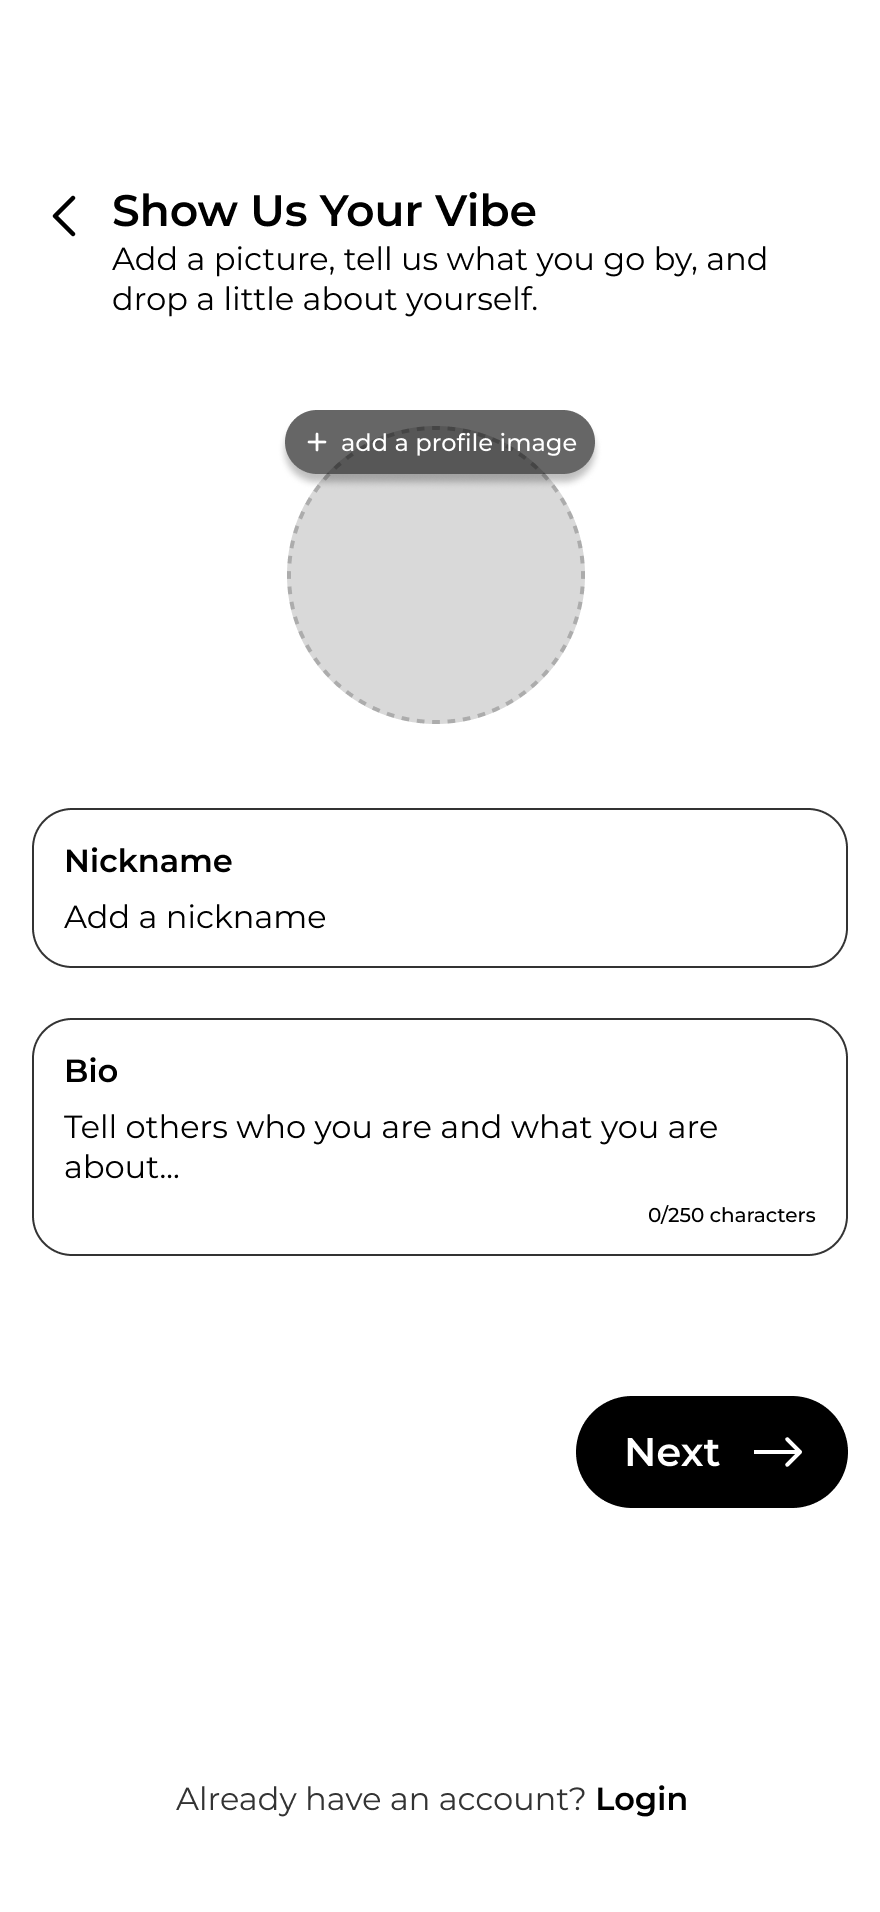 Show Us Your Vibe
Add a picture, tell us what you go by, and
drop a little about yourself.
+ add a profile image
Nickname
Add a nickname
Bio
Tell others who you are and what you are
about...
0/250 characters
Next
Already have an account? Login